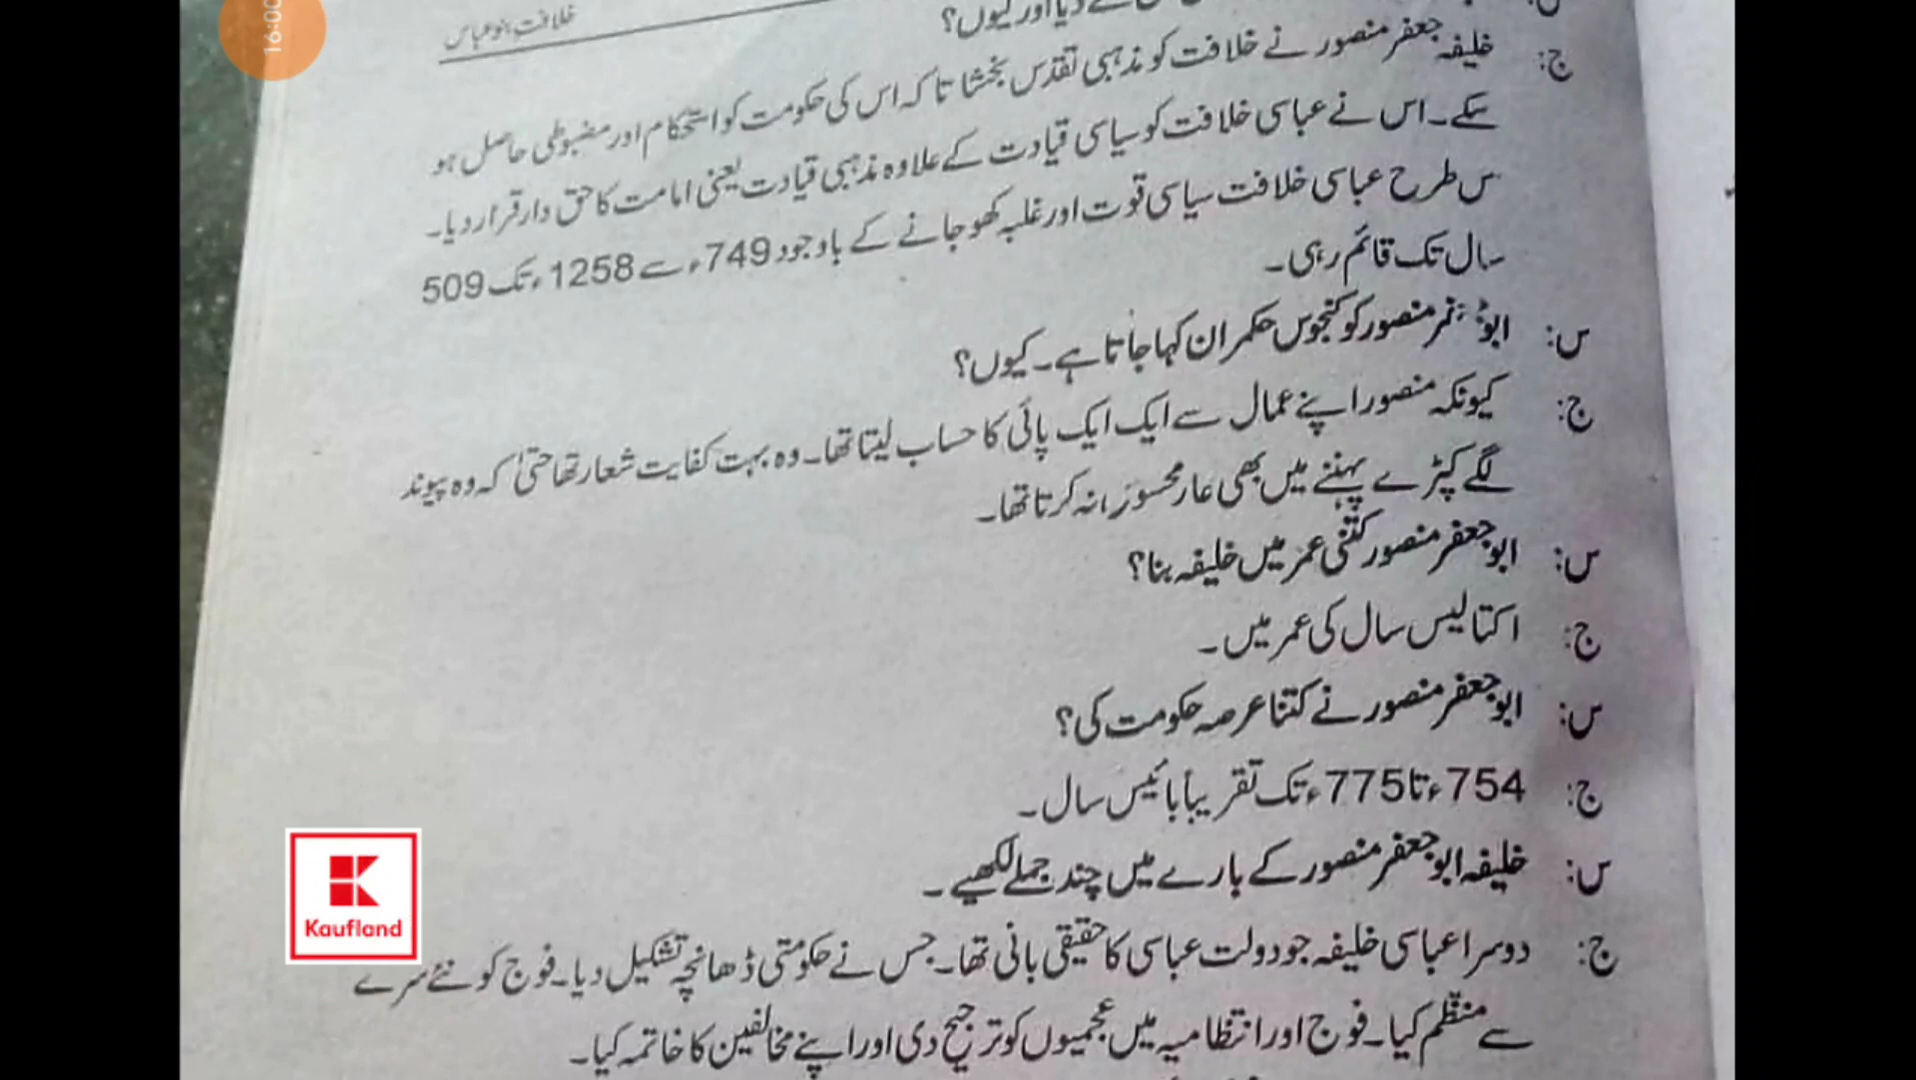 16:00
خلافت بنو عباس
اور کیوں؟
ج: خلیفہ جعفر منصور نے خلافت کو مذہبی تقدس بخشا تا کہ اس کی حکومت کو استحکام اور مضبوطی حاصل ہو
سکے۔ اس نے عباسی خلافت کو سیاسی قیادت کے علاوہ مذہبی قیادت یعنی امامت کا حق دار قرار دیا۔
س طرح عباسی خلافت سیاسی قوت اور غلبہ کھو جانے کے باوجود 749ء سے 1258ء تک 509
سال تک قائم رہی۔
س: منصور کو کنجوس حکمران کہا جاتا ہے۔ کیوں؟
ج: کیونکہ منصور اپنے عمال سے ایک ایک پائی کا حساب لیتا تھا۔ وہ بہت کفایت شعار تھا حتیٰ کہ وہ پیوند
لگے کپڑے پہننے میں بھی عار محسوس نہ کرتا تھا۔
س: ابو جعفر منصور کتنی عمر میں خلیفہ بنا؟
ج: اکتالیس سال کی عمر میں۔
س: ابو جعفر منصور نے کتنا عرصہ حکومت کی؟
ج: 754ء تا 775ء تک تقریباً بائیس سال۔
س: خلیفہ ابو جعفر منصور کے بارے میں چند جملے لکھیے۔
ج: دوسرا عباسی خلیفہ جو دولت عباسی کا حقیقی بانی تھا۔ جس نے حکومتی ڈھانچہ تشکیل دیا۔ فوج کو نئے سرے
سے منظم کیا۔ فوج اور انتظامیہ میں عجمیوں کو ترجیح دی اور اپنے مخالفین کا خاتمہ کیا۔
Kaufland